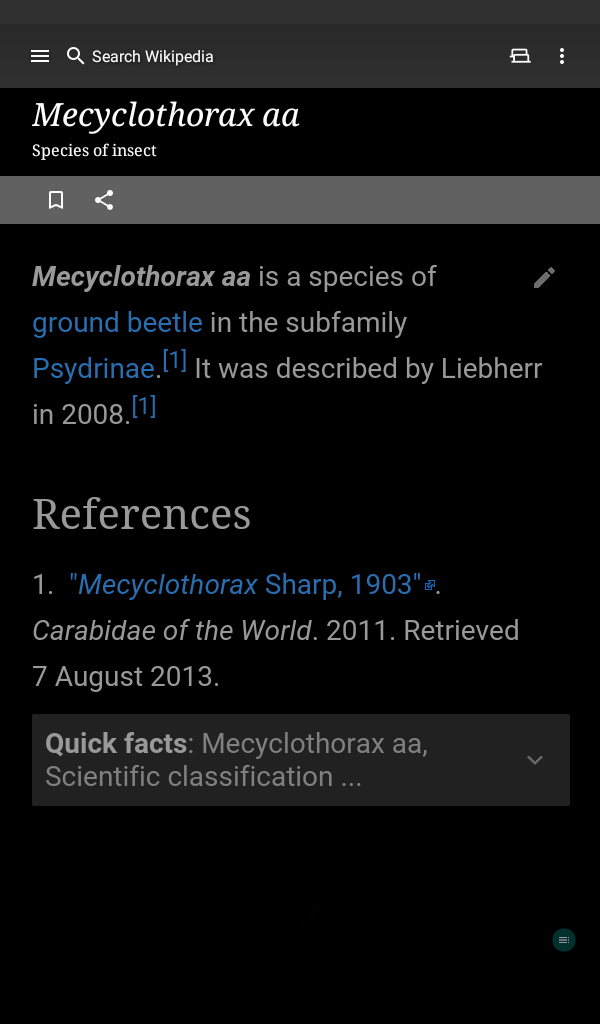 Search Wikipedia
Mecyclothorax aa
Species of insect
Mecyclothorax aa is a species of
ground beetle in the subfamily
Psydrinae.[1] It was described by Liebherr
in 2008.[1]
References
1. "Mecyclothorax Sharp, 1903".
Carabidae of the World. 2011. Retrieved
7 August 2013.
Quick facts: Mecyclothorax aa,
Scientific classification ...